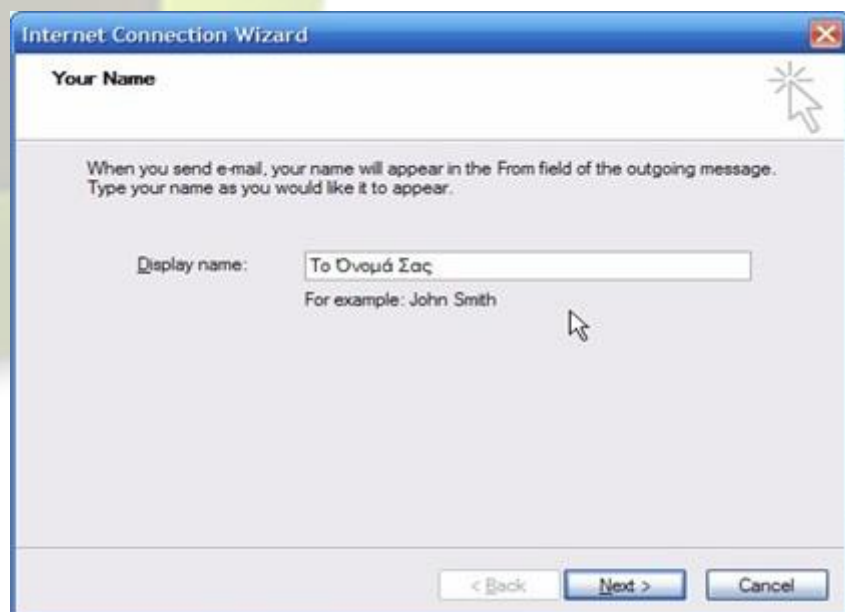 Internet Connection Wizard
Your Name
When you send e-mail, your name will appear in the From field of the outgoing message.
Type your name as you would like it to appear.
Display name: Το Όνομά Σας
For example: John Smith
< Back Next > Cancel